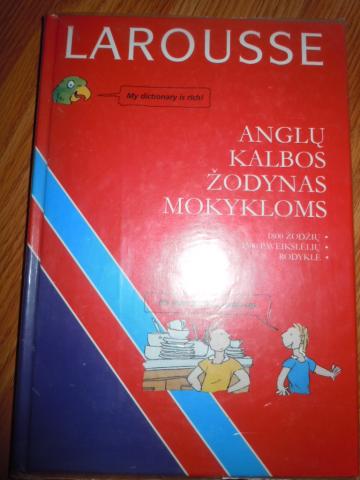 LAROUSSE
My dictionary is rich!
ANGLŲ
KALBOS
ŽODYNAS
MOKYKLOMS
ŽODŽIŲ •
PAVEIKSLĖLIŲ •
RODYKLĖ •